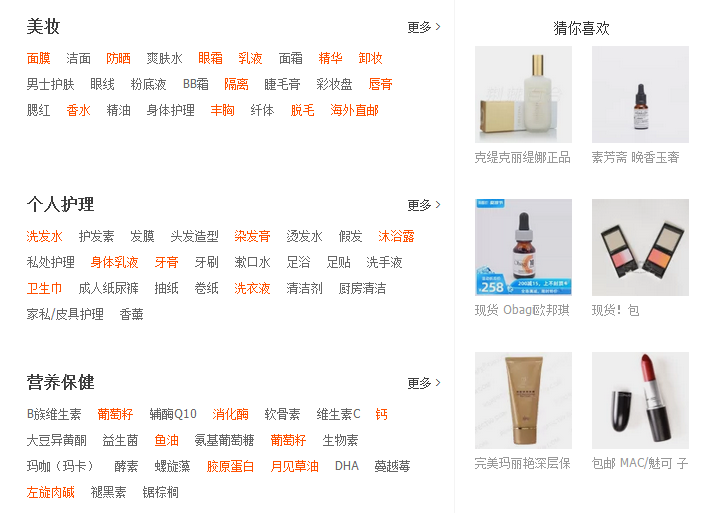 美妆 更多 >
面膜 洁面 防晒 爽肤水 眼霜 乳液 面霜 精华 卸妆
男士护肤 眼线 粉底液 BB霜 隔离 睫毛膏 彩妆盘 唇膏
腮红 香水 精油 身体护理 丰胸 纤体 脱毛 海外直邮
个人护理 更多 >
洗发水 护发素 发膜 头发造型 染发膏 烫发水 假发 沐浴露
私处护理 身体乳液 牙膏 牙刷 漱口水 足浴 足贴 洗手液
卫生巾 成人纸尿裤 抽纸 卷纸 洗衣液 清洁剂 厨房清洁
家私/皮具护理 香薰
营养保健 更多 >
B族维生素 葡萄籽 辅酶Q10 消化酶 软骨素 维生素C 钙
大豆异黄酮 益生菌 鱼油 氨基葡萄糖 葡萄籽 生物素
玛咖（玛卡） 酵素 螺旋藻 胶原蛋白 月见草油 DHA 蔓越莓
左旋肉碱 褪黑素 锯棕榈
猜你喜欢
克缇克丽缇娜正品
素芳斋 晚香玉奢
258
现货 Obagi欧邦琪
现货！包
完美玛丽艳深层保
包邮 MAC/魅可 子